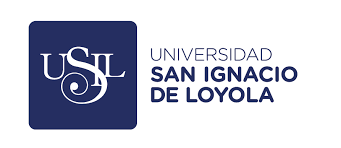 USIL
UNIVERSIDAD
SAN IGNACIO
DE LOYOLA